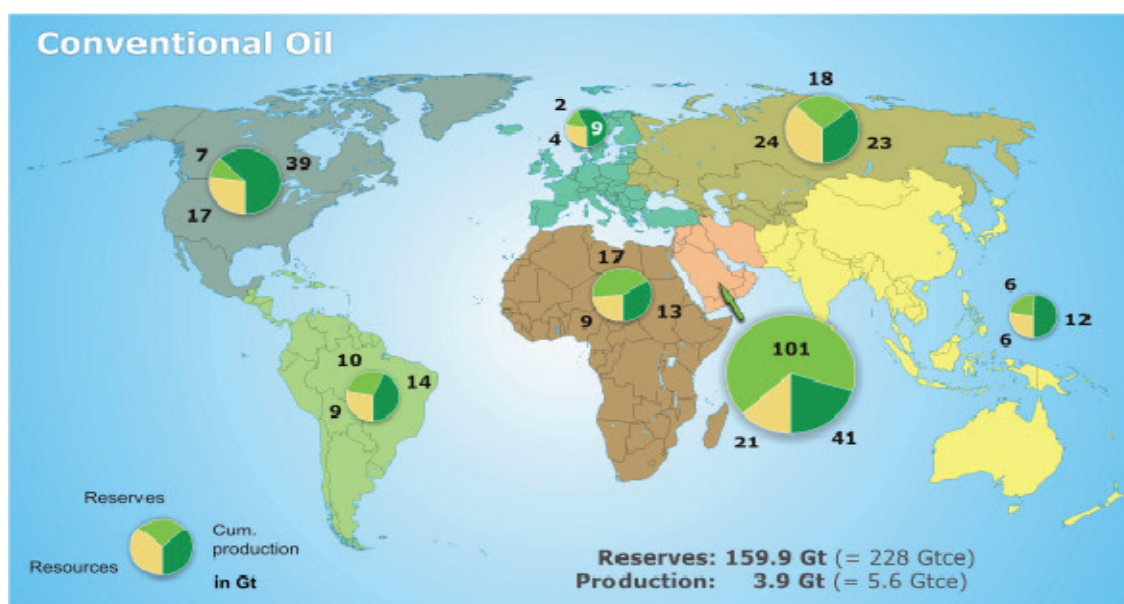 Conventional Oil
18
2
9
4
24
23
7
39
17
17
9
13
6
12
6
10
14
9
101
21
41
Reserves
Cum.
production
Resources
in Gt
Reserves: 159.9 Gt (= 228 Gtce)
Production: 3.9 Gt (= 5.6 Gtce)